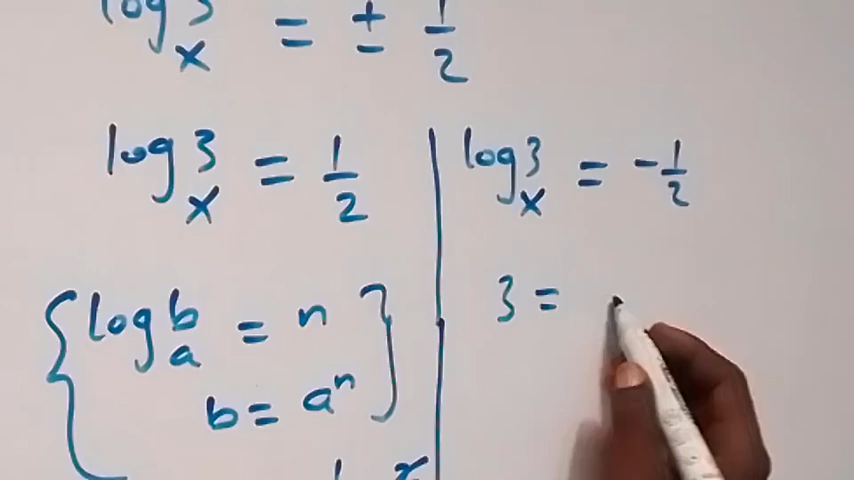 log_x 3 = ± 1/2
log_x 3 = 1/2
log_x 3 = - 1/2
{ log_a b = n
b = a^n }
3 =